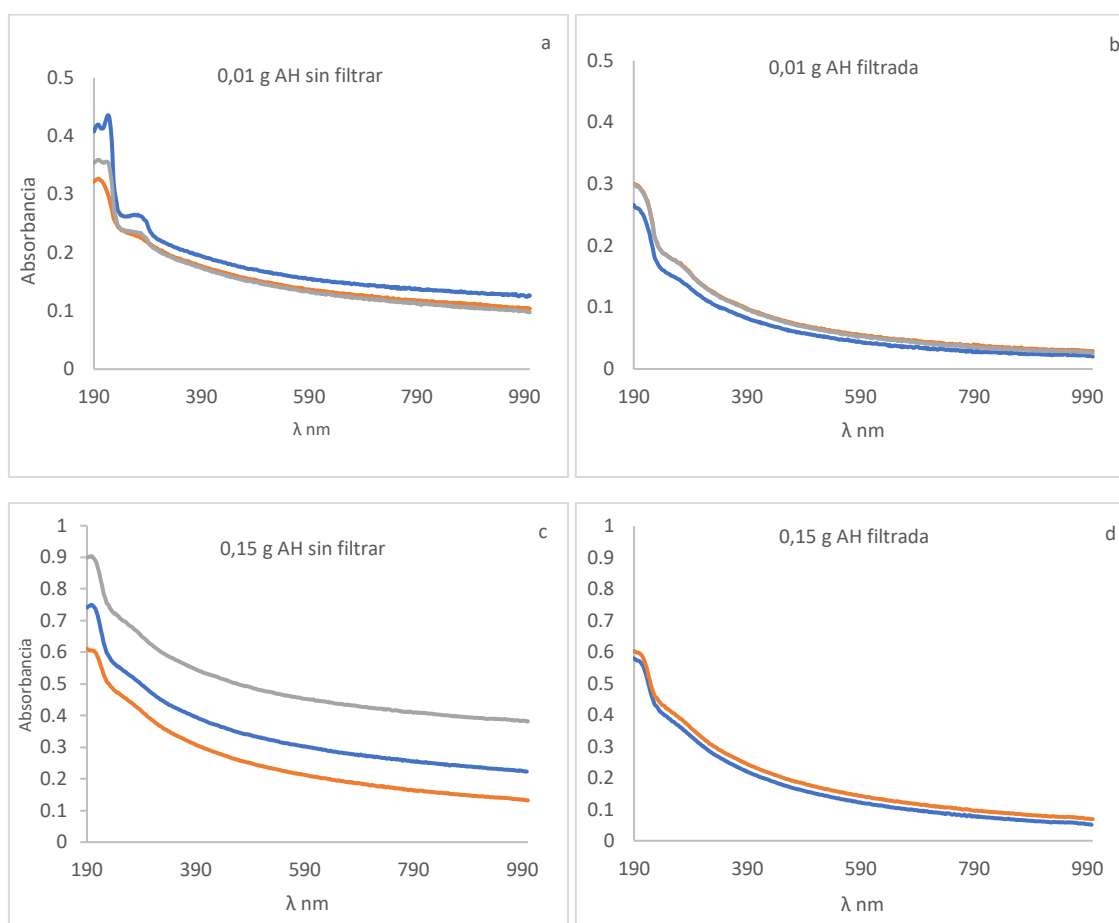 a
0,01 g AH sin filtrar
0.5
0.4
0.3
0.2
0.1
0
Absorbancia
190 390 590 790 990
λ nm
b
0,01 g AH filtrada
0.5
0.4
0.3
0.2
0.1
0
190 390 590 790 990
λ nm
c
0,15 g AH sin filtrar
1
0.9
0.8
0.7
0.6
0.5
0.4
0.3
0.2
0.1
0
Absorbancia
190 390 590 790 990
λ nm
d
0,15 g AH filtrada
1
0.9
0.8
0.7
0.6
0.5
0.4
0.3
0.2
0.1
0
190 390 590 790 990
λ nm